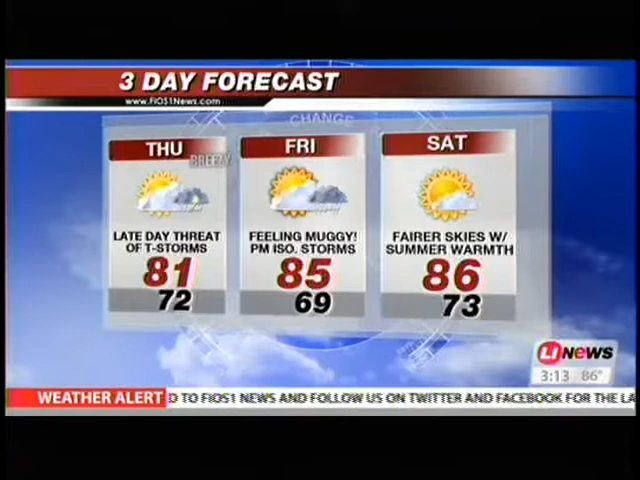 3 DAY FORECAST
www.FiOS1News.com
CHANGE
THU
BREEZY
LATE DAY THREAT
OF T-STORMS
81
72
FRI
FEELING MUGGY!
PM ISO. STORMS
85
69
SAT
FAIRER SKIES W/
SUMMER WARMTH
86
73
LI NEWS
3:13 86°
WEATHER ALERT D TO FIOS1 NEWS AND FOLLOW US ON TWITTER AND FACEBOOK FOR THE LA